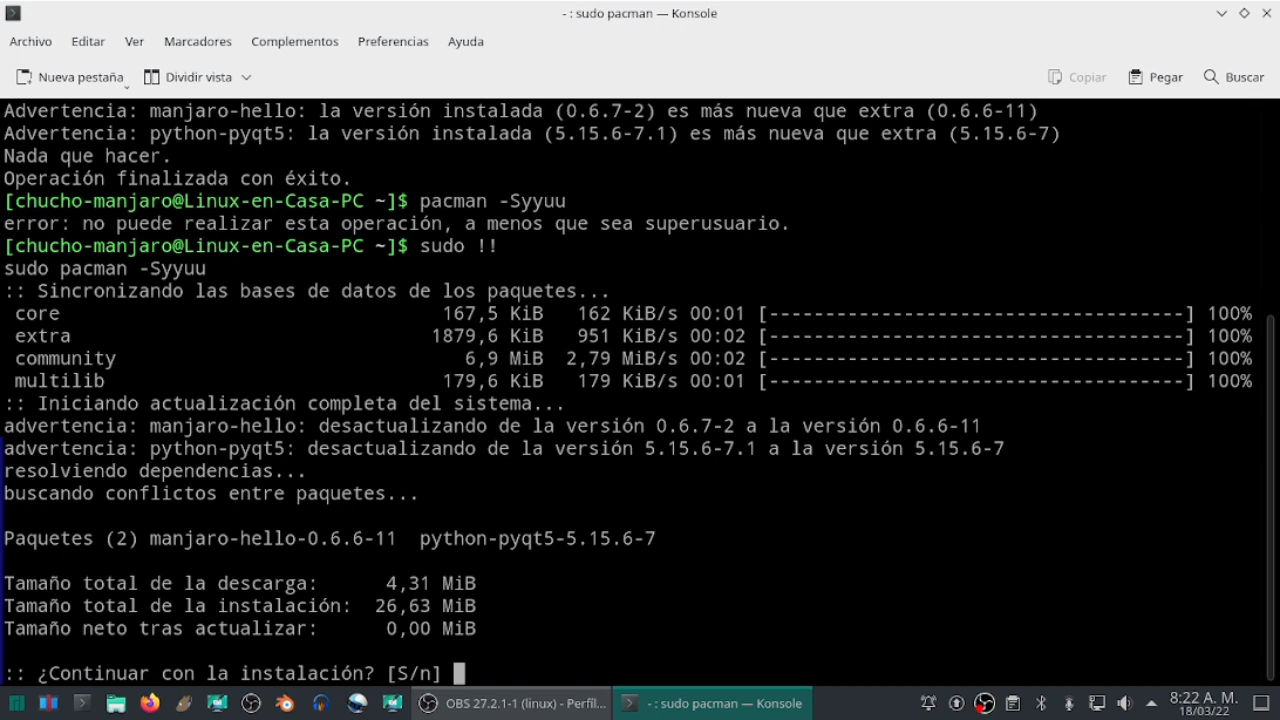 - : sudo pacman — Konsole
Archivo Editar Ver Marcadores Complementos Preferencias Ayuda
Nueva pestaña Dividir vista Copiar Pegar Buscar
Advertencia: manjaro-hello: la versión instalada (0.6.7-2) es más nueva que extra (0.6.6-11)
Advertencia: python-pyqt5: la versión instalada (5.15.6-7.1) es más nueva que extra (5.15.6-7)
Nada que hacer.
Operación finalizada con éxito.
[chucho-manjaro@Linux-en-Casa-PC ~]$ pacman -Syyuu
error: no puede realizar esta operación, a menos que sea superusuario.
[chucho-manjaro@Linux-en-Casa-PC ~]$ sudo !!
sudo pacman -Syyuu
:: Sincronizando las bases de datos de los paquetes...
core 167,5 KiB 162 KiB/s 00:01 [-------------------------------------] 100%
extra 1879,6 KiB 951 KiB/s 00:02 [-------------------------------------] 100%
community 6,9 MiB 2,79 MiB/s 00:02 [-------------------------------------] 100%
multilib 179,6 KiB 179 KiB/s 00:01 [-------------------------------------] 100%
:: Iniciando actualización completa del sistema...
advertencia: manjaro-hello: desactualizando de la versión 0.6.7-2 a la versión 0.6.6-11
advertencia: python-pyqt5: desactualizando de la versión 5.15.6-7.1 a la versión 5.15.6-7
resolviendo dependencias...
buscando conflictos entre paquetes...
Paquetes (2) manjaro-hello-0.6.6-11 python-pyqt5-5.15.6-7
Tamaño total de la descarga: 4,31 MiB
Tamaño total de la instalación: 26,63 MiB
Tamaño neto tras actualizar: 0,00 MiB
:: ¿Continuar con la instalación? [S/n]
OBS 27.2.1-1 (linux) - Perfil... - : sudo pacman — Konsole 8:22 A. M.
18/03/22